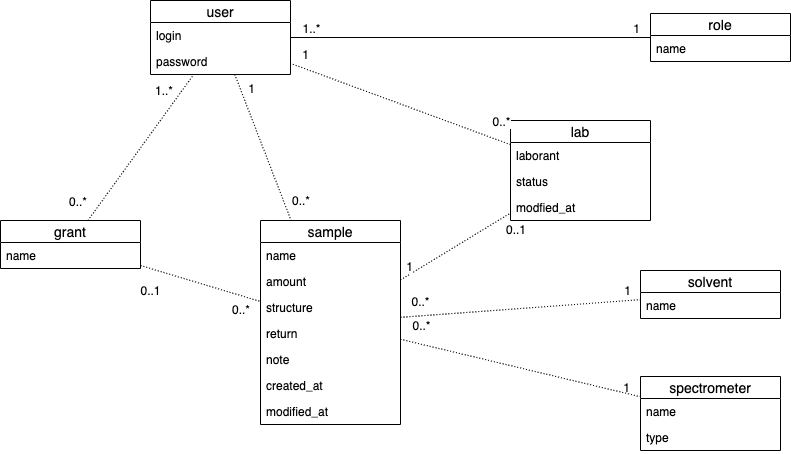 user
login
password
1..*
1
role
name
1
0..*
lab
laborant
status
modfied_at
1..*
0..*
1
0..*
grant
name
0..1
0..*
sample
name
amount
structure
return
note
created_at
modified_at
1
0..1
0..*
1
solvent
name
0..*
1
spectrometer
name
type